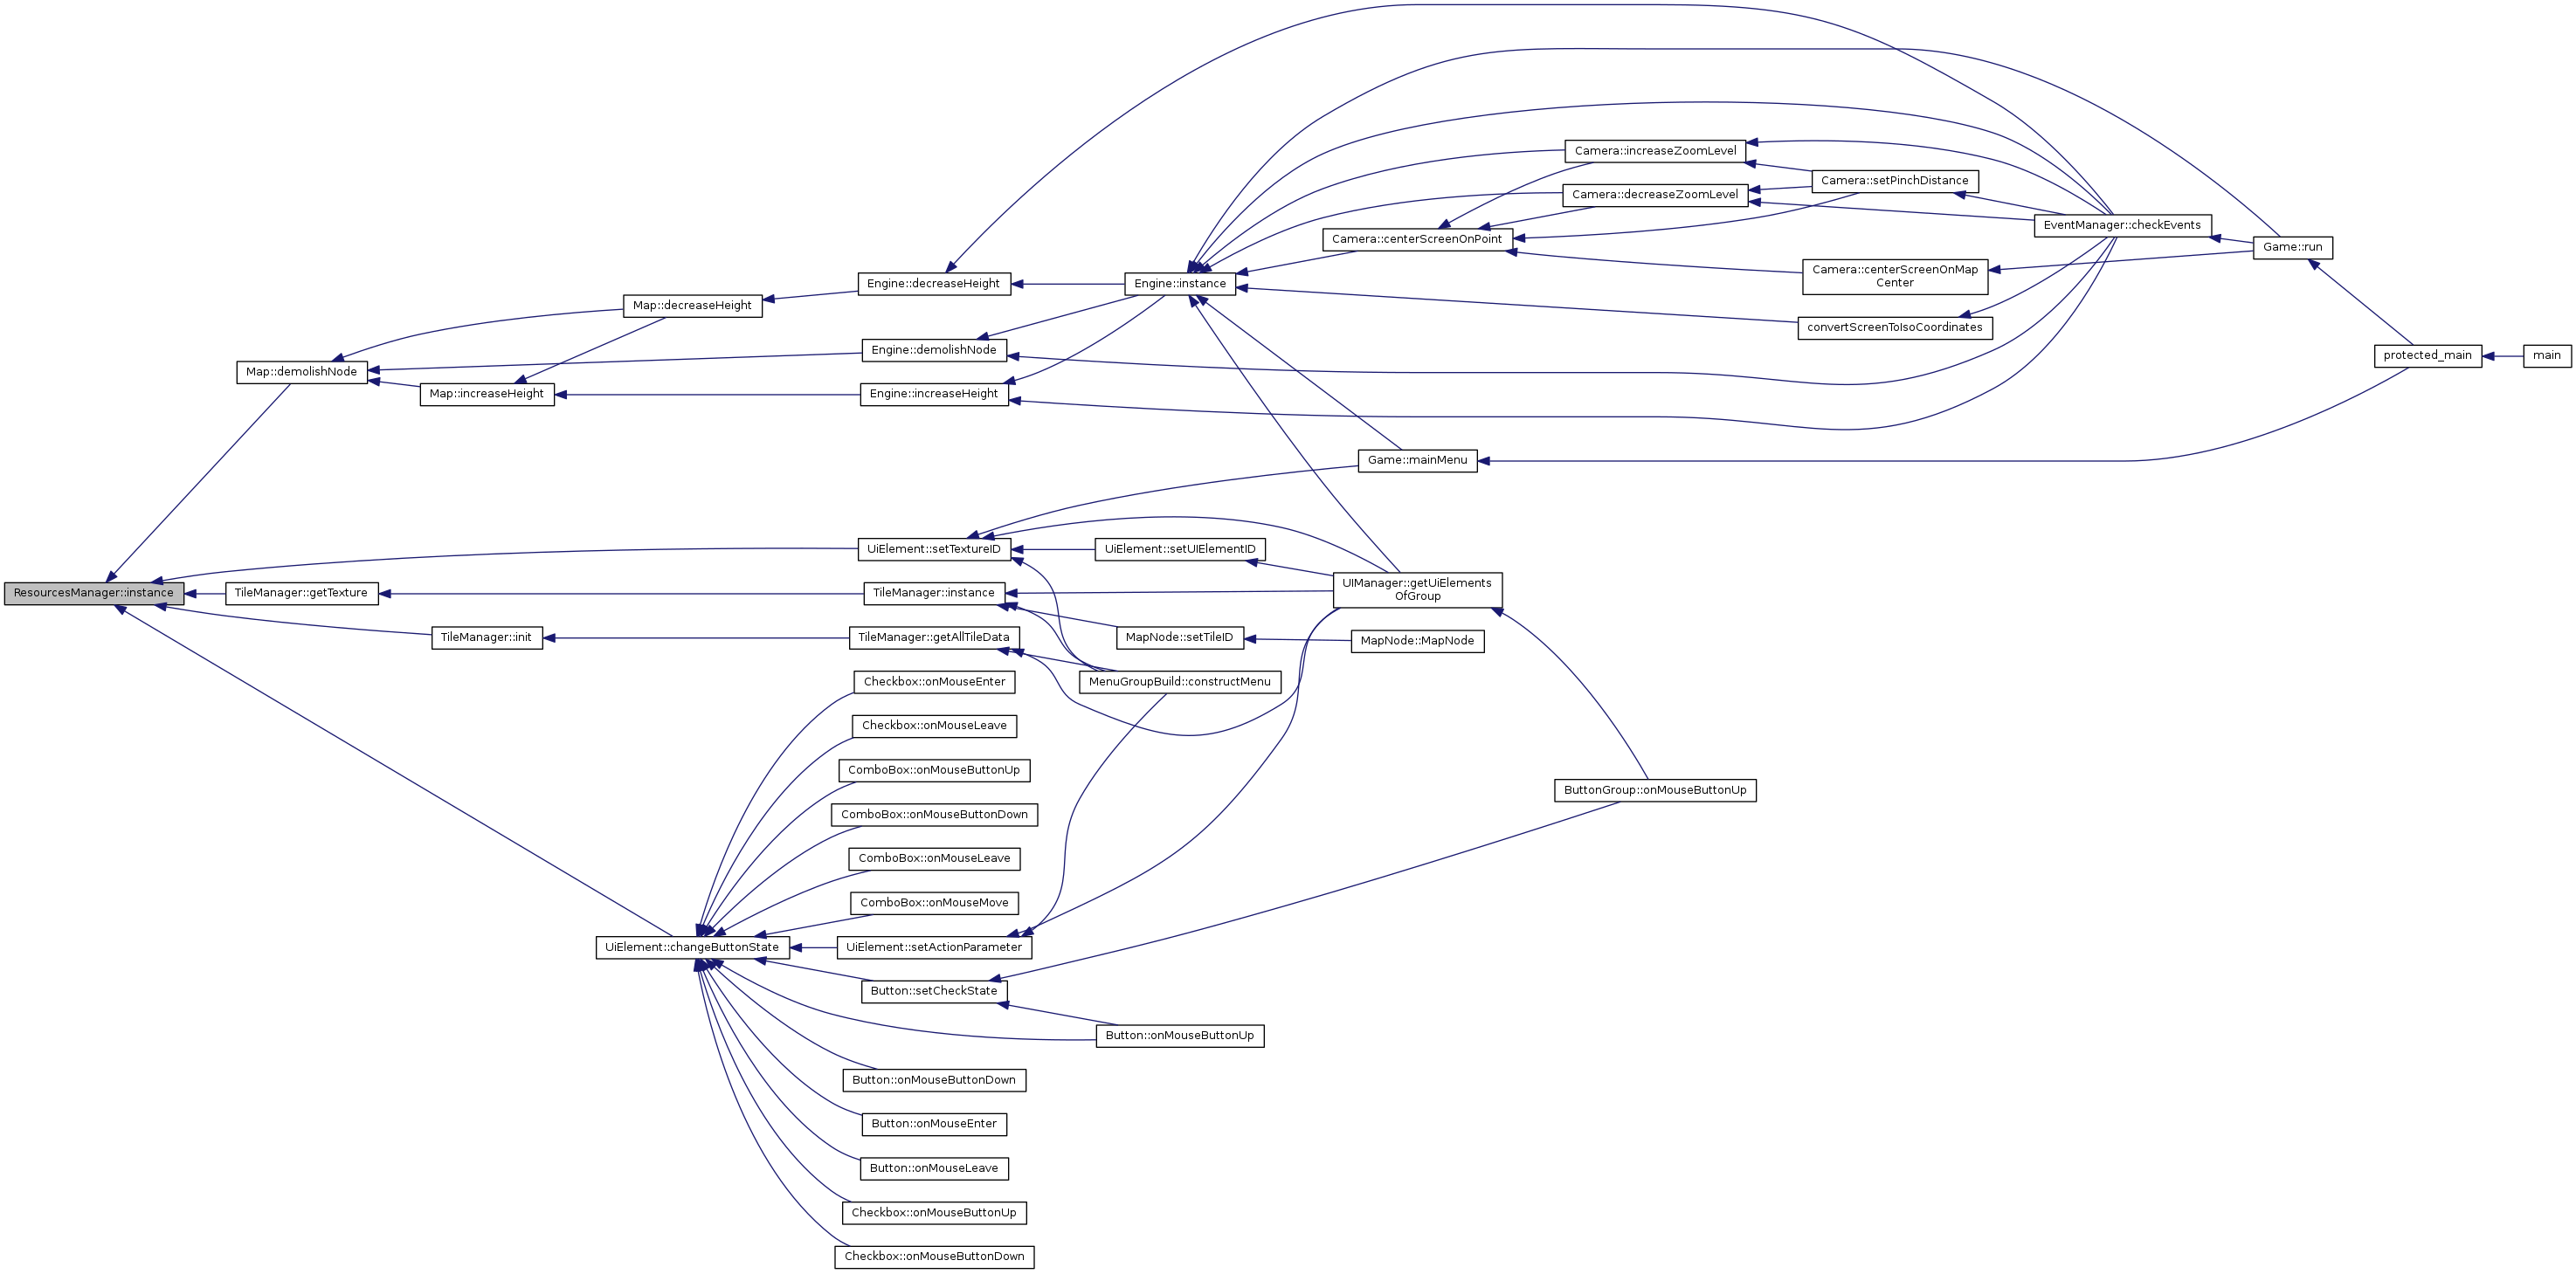 Camera::increaseZoomLevel
Camera::setPinchDistance
Camera::decreaseZoomLevel
EventManager::checkEvents
Camera::centerScreenOnPoint
Game::run
Camera::centerScreenOnMap
Center
Engine::decreaseHeight
Engine::instance
Map::decreaseHeight
convertScreenToIsoCoordinates
Engine::demolishNode
protected_main
main
Map::demolishNode
Map::increaseHeight
Engine::increaseHeight
Game::mainMenu
UiElement::setTextureID
UiElement::setUIElementID
UIManager::getUiElements
OfGroup
ResourcesManager::instance
TileManager::getTexture
TileManager::instance
TileManager::init
TileManager::getAllTileData
MapNode::setTileID
MapNode::MapNode
Checkbox::onMouseEnter
MenuGroupBuild::constructMenu
Checkbox::onMouseLeave
ComboBox::onMouseButtonUp
ButtonGroup::onMouseButtonUp
ComboBox::onMouseButtonDown
ComboBox::onMouseLeave
ComboBox::onMouseMove
UiElement::changeButtonState
UiElement::setActionParameter
Button::setCheckState
Button::onMouseButtonUp
Button::onMouseButtonDown
Button::onMouseEnter
Button::onMouseLeave
Checkbox::onMouseButtonUp
Checkbox::onMouseButtonDown